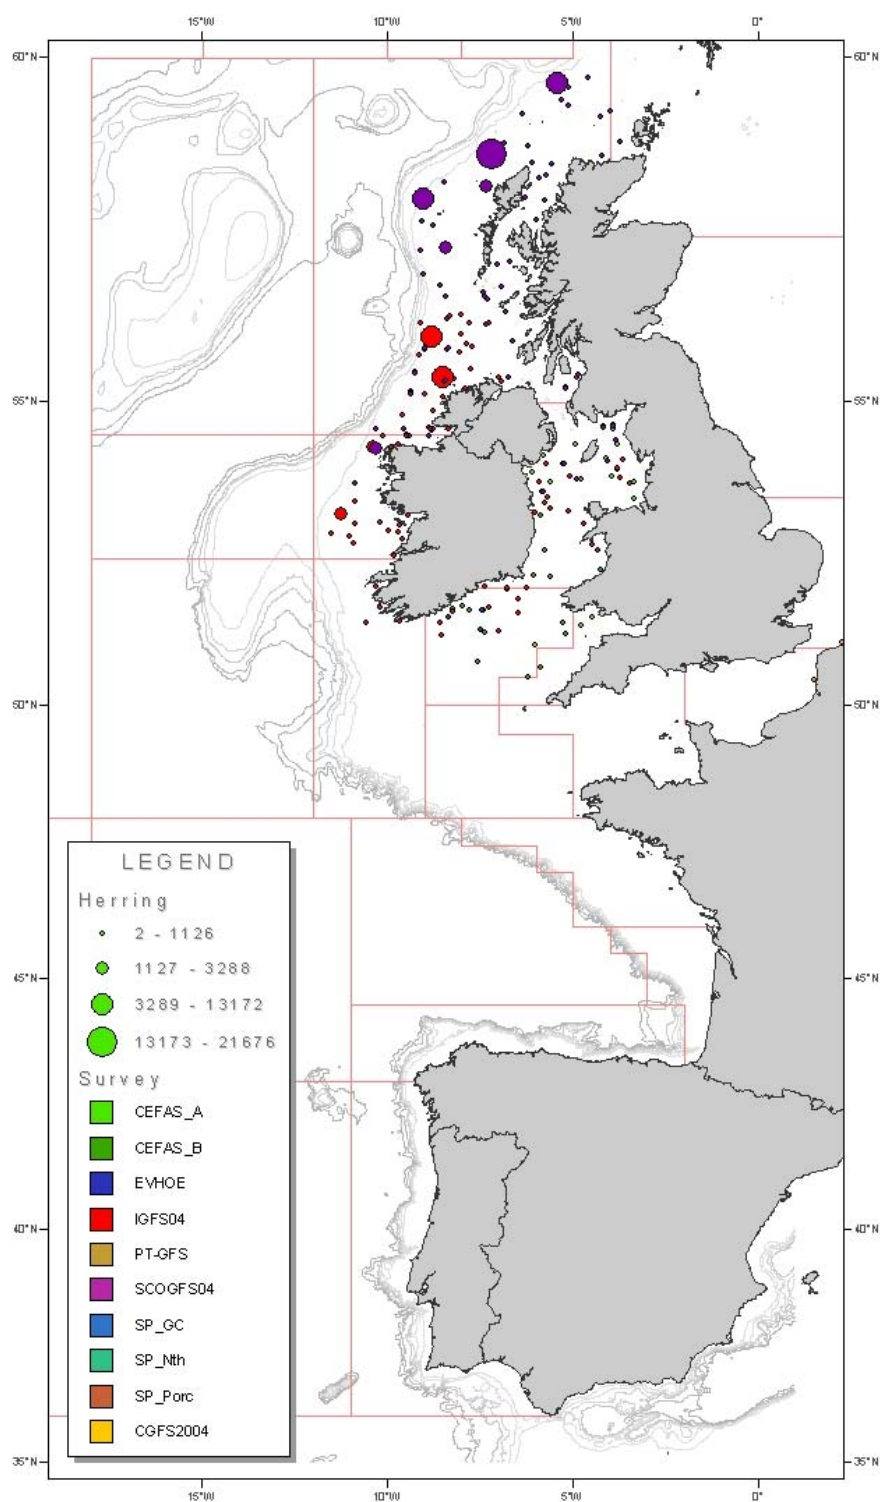 15°W 10°W 5°W 0°
60°N 60°N
55°N 55°N
50°N 50°N
45°N 45°N
40°N 40°N
35°N 35°N
LEGEND
Herring
2 - 1126
1127 - 3288
3289 - 13172
13173 - 21676
Survey
CEFAS_A
CEFAS_B
EVHOE
IGFS04
PT-GFS
SCOGFS04
SP_GC
SP_Nth
SP_Porc
CGFS2004
15°W 10°W 5°W 0°